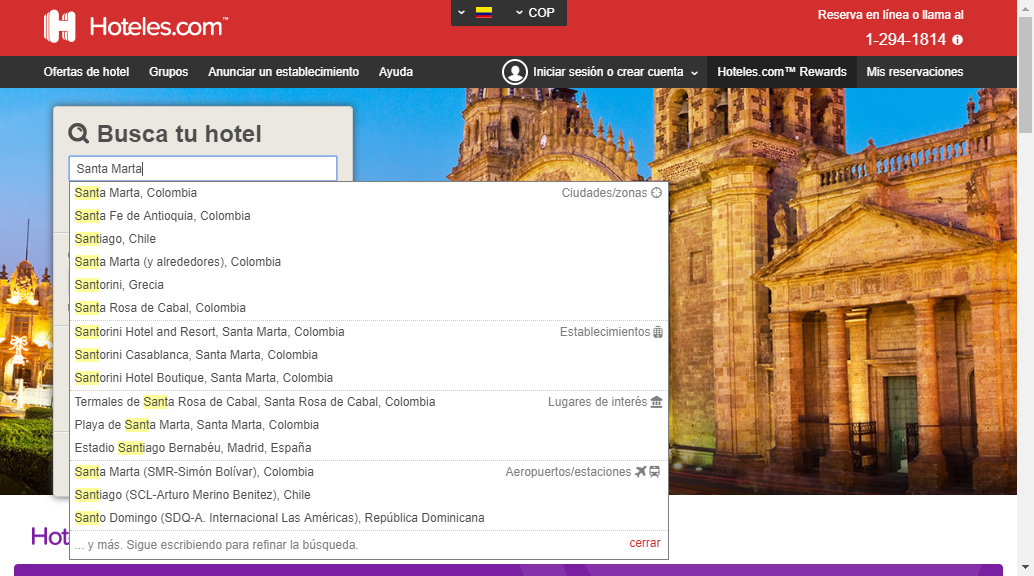 Hoteles.com™
COP
Reserva en línea o llama al
1-294-1814
Ofertas de hotel Grupos Anunciar un establecimiento Ayuda Iniciar sesión o crear cuenta Hoteles.com™ Rewards Mis reservaciones
Busca tu hotel
Santa Marta
Santa Marta, Colombia Ciudades/zonas
Santa Fe de Antioquia, Colombia
Santiago, Chile
Santa Marta (y alrededores), Colombia
Santorini, Grecia
Santa Rosa de Cabal, Colombia
Santorini Hotel and Resort, Santa Marta, Colombia Establecimientos
Santorini Casablanca, Santa Marta, Colombia
Santorini Hotel Boutique, Santa Marta, Colombia
Termales de Santa Rosa de Cabal, Santa Rosa de Cabal, Colombia Lugares de interés
Playa de Santa Marta, Santa Marta, Colombia
Estadio Santiago Bernabéu, Madrid, España
Santa Marta (SMR-Simón Bolívar), Colombia Aeropuertos/estaciones
Santiago (SCL-Arturo Merino Benitez), Chile
Santo Domingo (SDQ-A. Internacional Las Américas), República Dominicana
... y más. Sigue escribiendo para refinar la búsqueda. cerrar
Hot